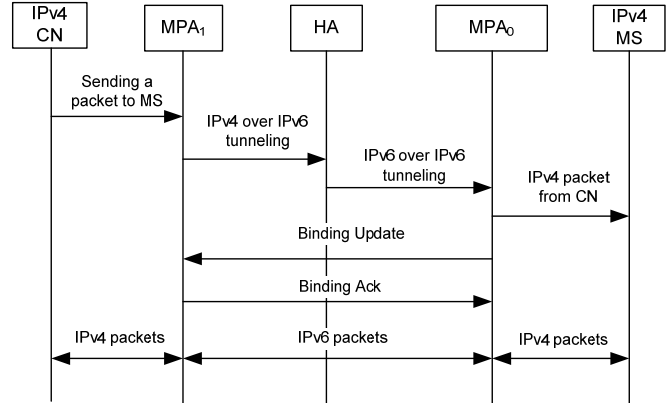 IPv4
CN
MPA1
HA
MPA0
IPv4
MS
Sending a
packet to MS
IPv4 over IPv6
tunneling
IPv6 over IPv6
tunneling
IPv4 packet
from CN
Binding Update
Binding Ack
IPv4 packets
IPv6 packets
IPv4 packets